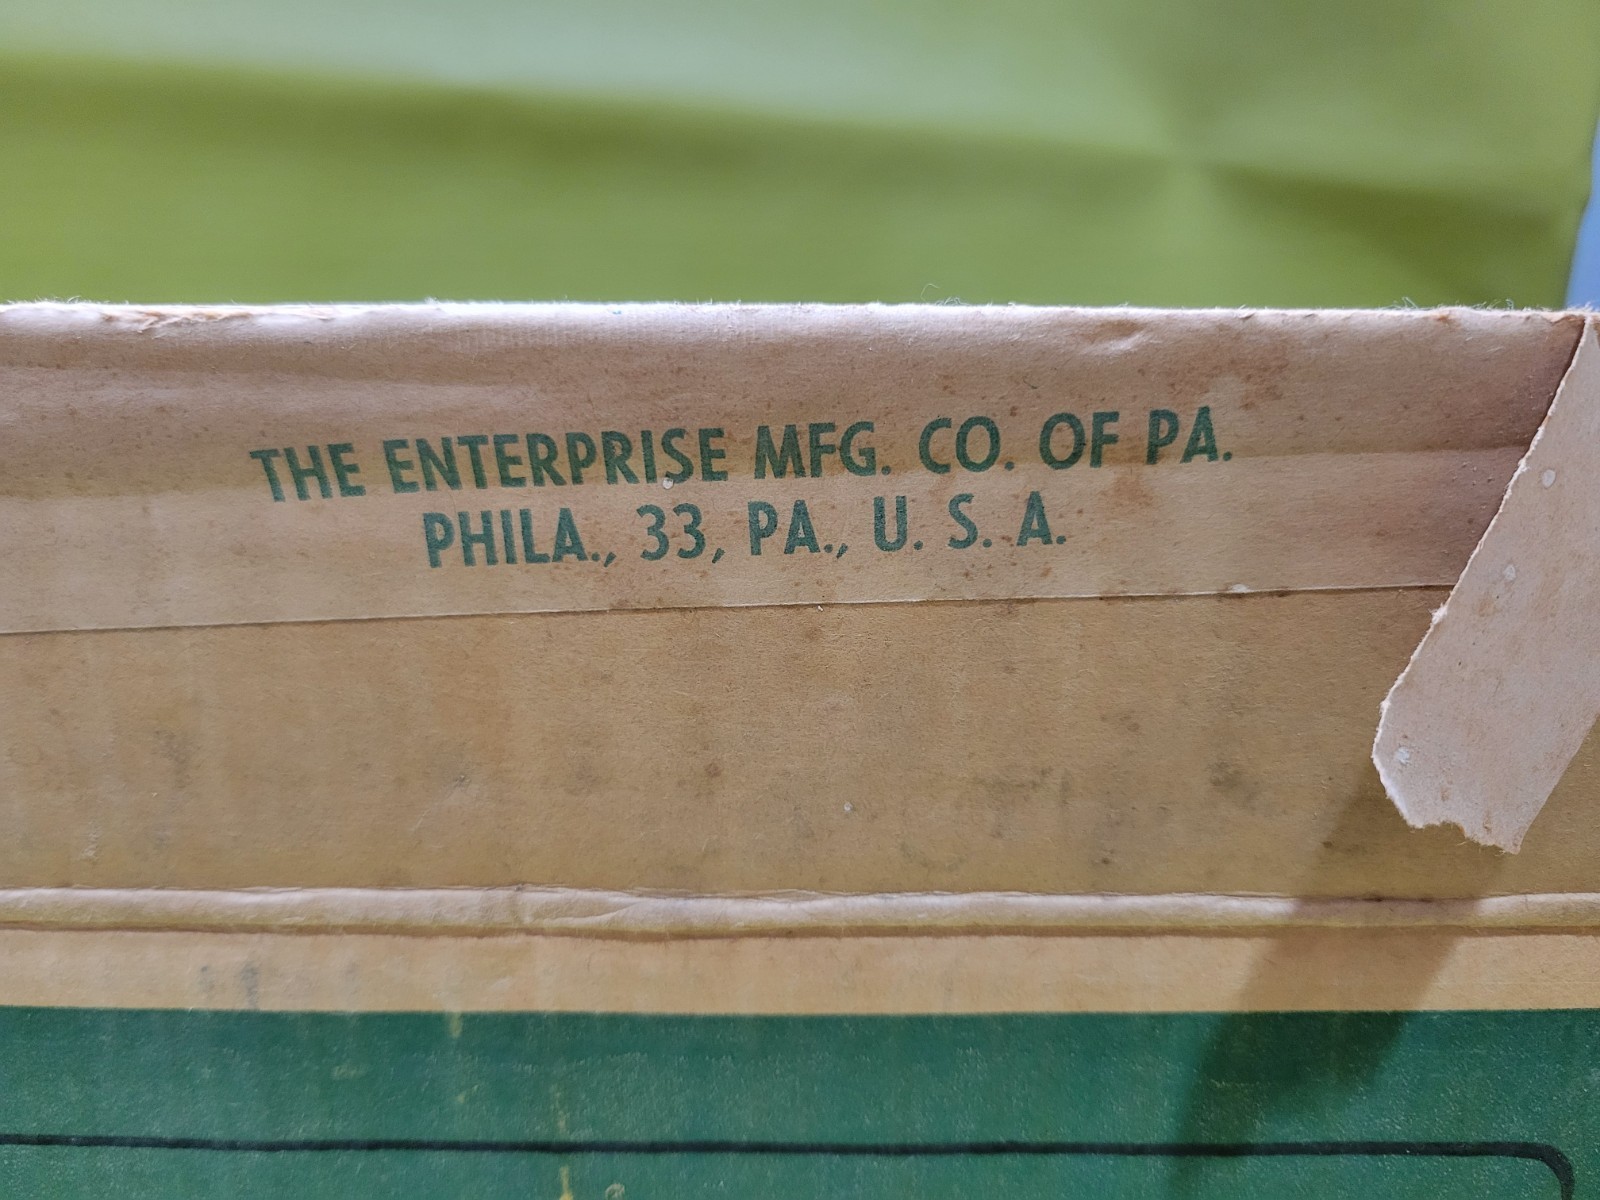 THE ENTERPRISE MFG. CO. OF PA.
PHILA., 33, PA., U. S. A.